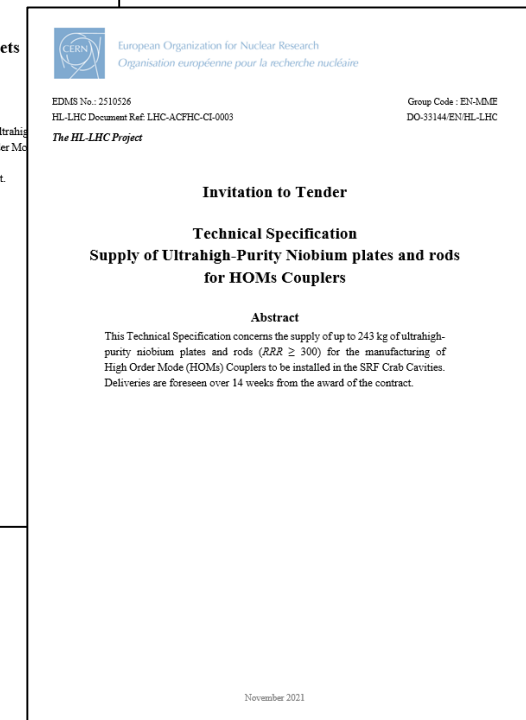 ets
CERN
European Organization for Nuclear Research
Organisation européenne pour la recherche nucléaire
EDMS No.: 2510526
Group Code : EN-MME
HL-LHC Document Ref: LHC-ACFHC-CI-0003
DO-33144/EN/HL-LHC
The HL-LHC Project
ltrahig
er Mo
t.
Invitation to Tender
Technical Specification
Supply of Ultrahigh-Purity Niobium plates and rods
for HOMs Couplers
Abstract
This Technical Specification concerns the supply of up to 243 kg of ultrahigh-
purity niobium plates and rods (RRR ≥ 300) for the manufacturing of
High Order Mode (HOMs) Couplers to be installed in the SRF Crab Cavities.
Deliveries are foreseen over 14 weeks from the award of the contract.
November 2021